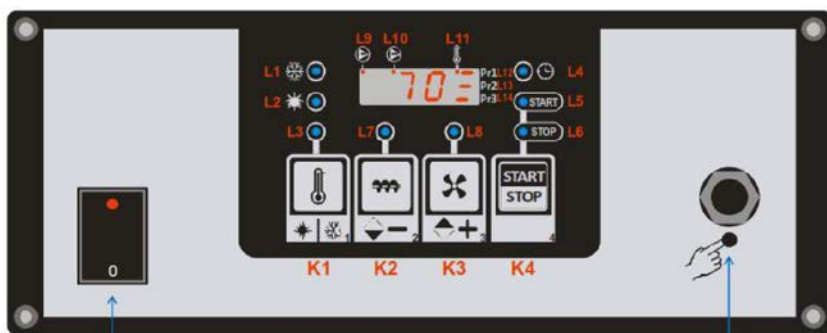 L9 L10 L11
L1 L4
70 Pr1 L12
Pr2 L13
Pr3 L14
L2 START L5
L3 L7 L8 STOP L6
START
STOP
0
1 − 2 + 3 4
K1 K2 K3 K4